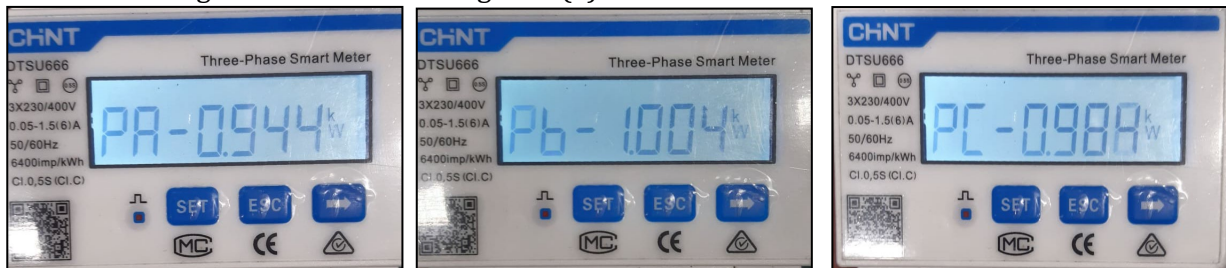 CHNT
DTSU666
Three-Phase Smart Meter
3X230/400V
0.05-1.5(6)A
50/60Hz
6400imp/kWh
Cl.0,5S (Cl.C)
PA-0.944 kW
SET
ESC
MC
CE
CHNT
DTSU666
Three-Phase Smart Meter
3X230/400V
0.05-1.5(6)A
50/60Hz
6400imp/kWh
Cl.0,5S (Cl.C)
Pb-1.004 kW
SET
ESC
MC
CE
CHNT
DTSU666
Three-Phase Smart Meter
3X230/400V
0.05-1.5(6)A
50/60Hz
6400imp/kWh
Cl.0,5S (Cl.C)
PC-0.988 kW
SET
ESC
MC
CE